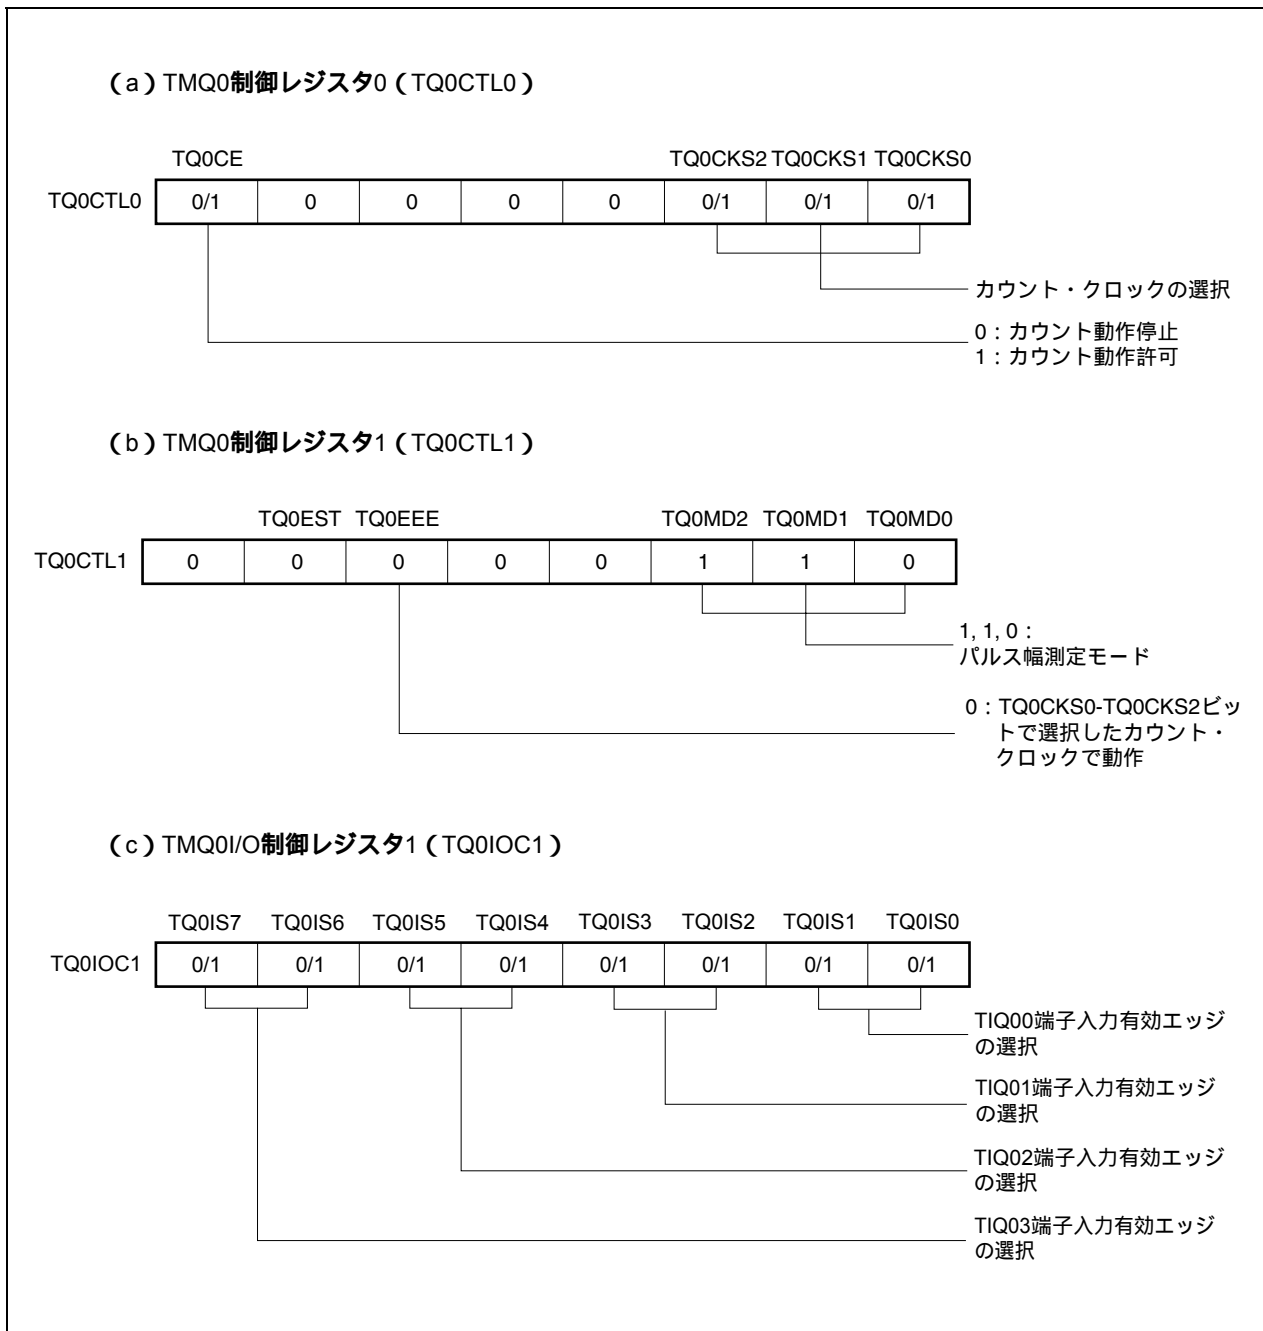 （a）TMQ0制御レジスタ0（TQ0CTL0）
TQ0CE TQ0CKS2 TQ0CKS1 TQ0CKS0
TQ0CTL0 0/1 0 0 0 0 0/1 0/1 0/1
カウント・クロックの選択
0：カウント動作停止
1：カウント動作許可
（b）TMQ0制御レジスタ1（TQ0CTL1）
TQ0EST TQ0EEE TQ0MD2 TQ0MD1 TQ0MD0
TQ0CTL1 0 0 0 0 0 1 1 0
1, 1, 0：
パルス幅測定モード
0：TQ0CKS0-TQ0CKS2ビッ
トで選択したカウント・
クロックで動作
（c）TMQ0I/O制御レジスタ1（TQ0IOC1）
TQ0IS7 TQ0IS6 TQ0IS5 TQ0IS4 TQ0IS3 TQ0IS2 TQ0IS1 TQ0IS0
TQ0IOC1 0/1 0/1 0/1 0/1 0/1 0/1 0/1 0/1
TIQ00端子入力有効エッジ
の選択
TIQ01端子入力有効エッジ
の選択
TIQ02端子入力有効エッジ
の選択
TIQ03端子入力有効エッジ
の選択